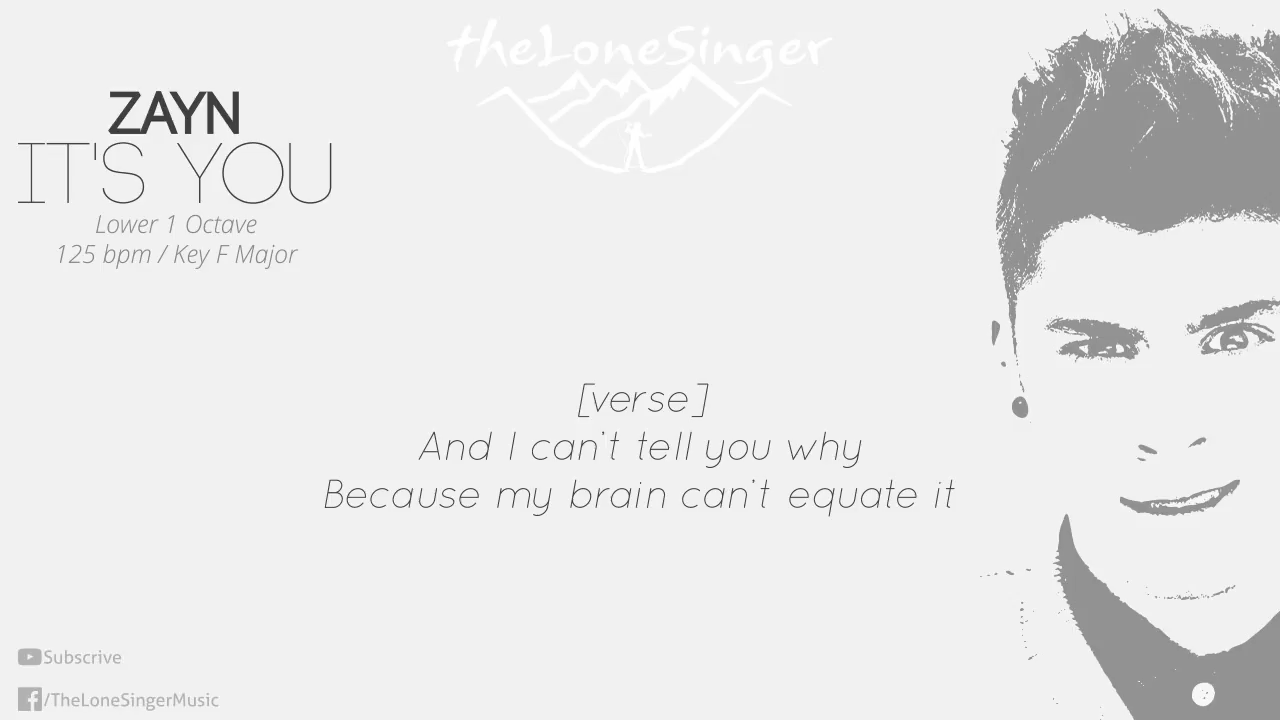 theLoneSinger
ZAYN
IT'S YOU
Lower 1 Octave
125 bpm / Key F Major
[verse]
And I can't tell you why
Because my brain can't equate it
Subscrive
/TheLoneSingerMusic